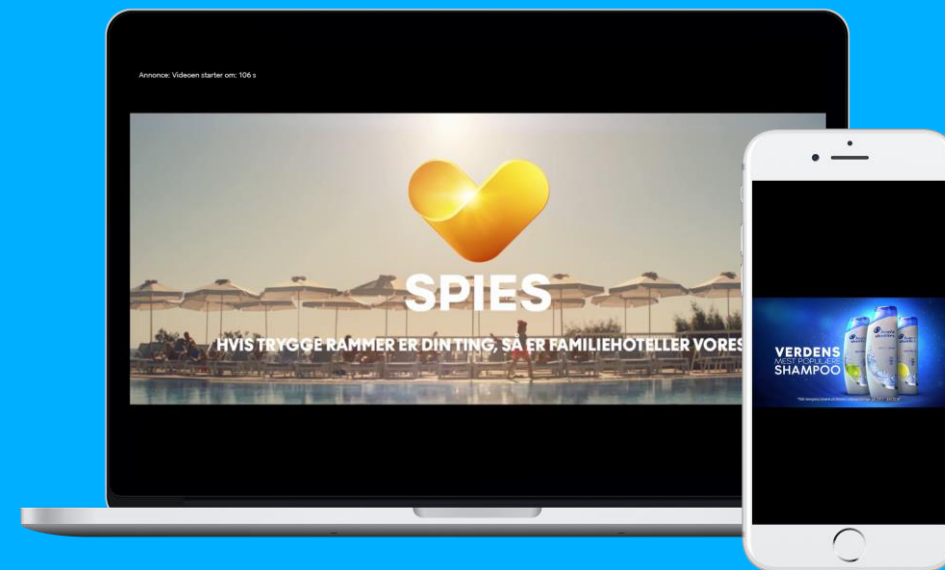 Annonce: Videoen starter om: 106 s
SPIES
HVIS TRYGGE RAMMER ER DIN TING, SÅ ER FAMILIEHOTELLER VORES
VERDENS
MEST POPULÆRE
SHAMPOO